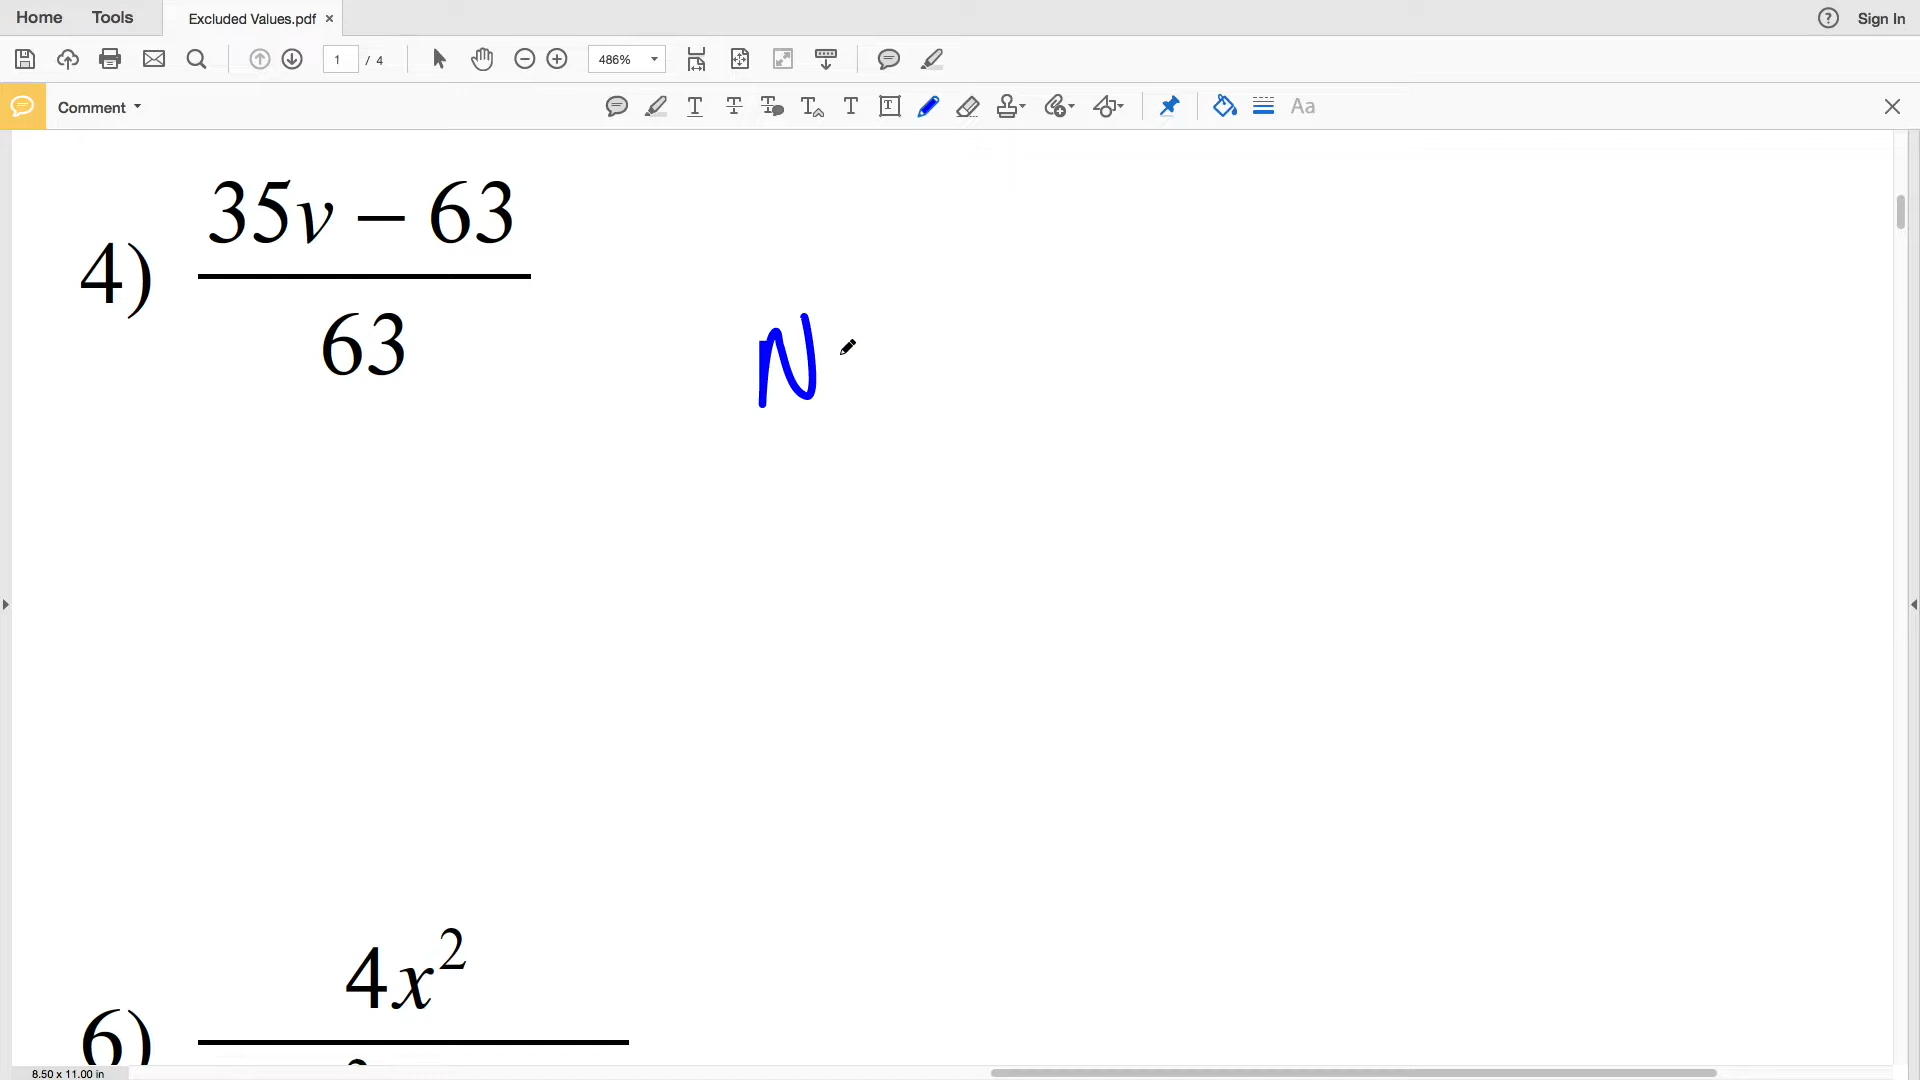 Home Tools Excluded Values.pdf × ? Sign In
1 / 4 486%
Comment T T T T T T Aa
35v − 63
4)
63
N
4x²
6)
8.50 x 11.00 in